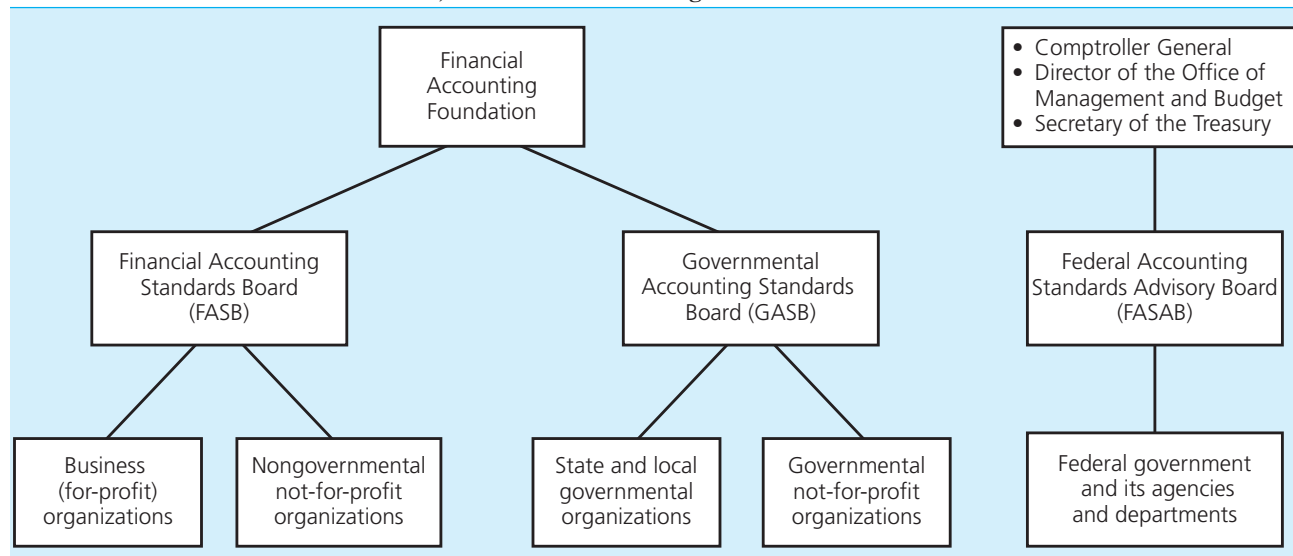 Financial
Accounting
Foundation
• Comptroller General
• Director of the Office of
Management and Budget
• Secretary of the Treasury
Financial Accounting
Standards Board
(FASB)
Governmental
Accounting Standards
Board (GASB)
Federal Accounting
Standards Advisory Board
(FASAB)
Business
(for-profit)
organizations
Nongovernmental
not-for-profit
organizations
State and local
governmental
organizations
Governmental
not-for-profit
organizations
Federal government
and its agencies
and departments